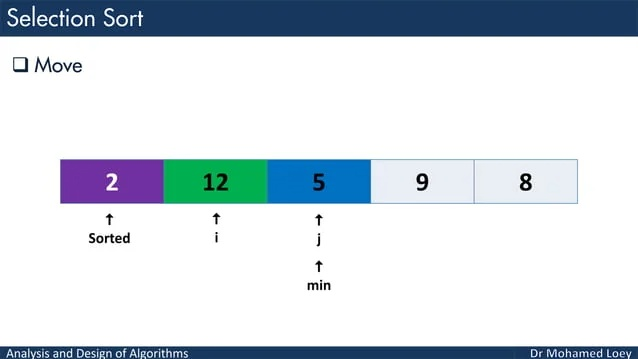 Selection Sort
❑ Move
2 12 5 9 8
↑ ↑ ↑
Sorted i j
↑
min
Analysis and Design of Algorithms Dr Mohamed Loey